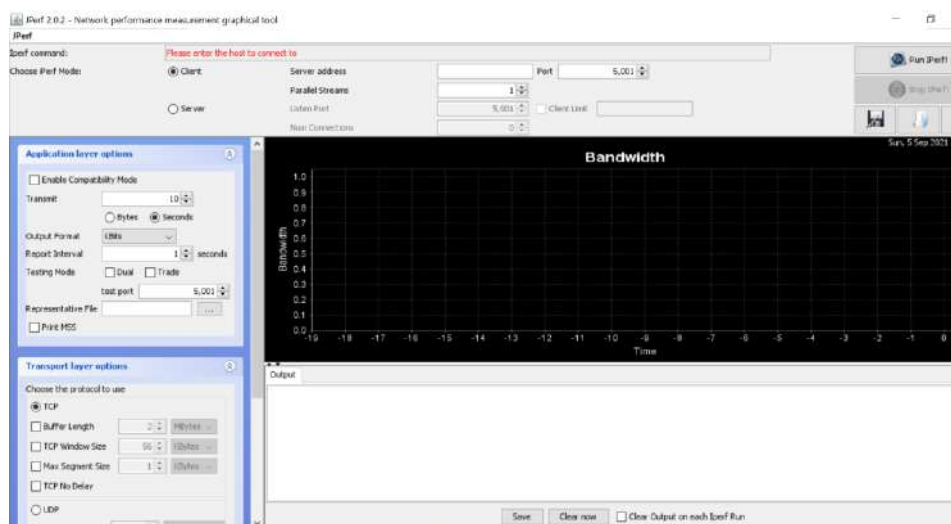 JPerf 2.0.2 - Network performance measurement graphical tool
JPerf
Iperf command:
Please enter the host to connect to
Choose iPerf Mode:
Client
Server address
Port
5,001
Parallel Streams
1
Server
Listen Port
5,001
Client Limit
Num Connections
0
Run IPerf!
Stop IPerf!
Application layer options
Enable Compatibility Mode
Transmit
10
Bytes
Seconds
Output Format
KBits
Report Interval
1
seconds
Testing Mode
Dual
Trade
test port
5,001
Representative File
...
Print MSS
Transport layer options
Choose the protocol to use
TCP
Buffer Length
2
MBytes
TCP Window Size
56
KBytes
Max Segment Size
1
KBytes
TCP No Delay
UDP
Sun, 5 Sep 2021
Bandwidth
1.0
0.9
0.8
0.7
0.6
0.5
0.4
0.3
0.2
0.1
0.0
Bandwidth
-19 -18 -17 -16 -15 -14 -13 -12 -11 -10 -9 -8 -7 -6 -5 -4 -3 -2 -1 0
Time
Output
Save
Clear now
Clear Output on each Iperf Run